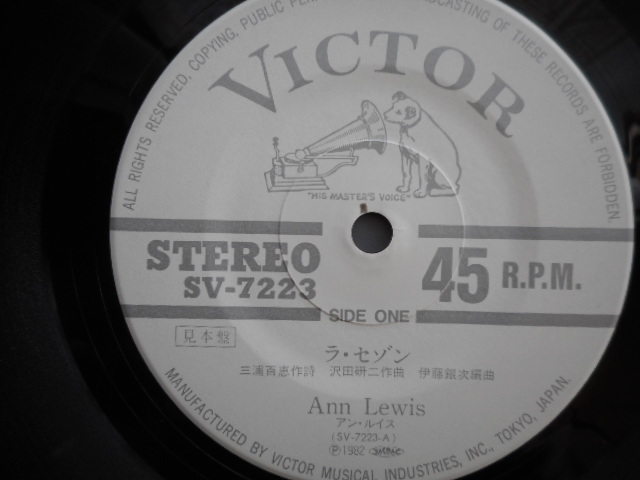 ALL RIGHTS RESERVED. COPYING, PUBLIC
CASTING OF THESE RECORDS ARE FORBIDDEN.
VICTOR
"HIS MASTER'S VOICE"
STEREO
SV-7223
45 R.P.M.
SIDE ONE
見本盤
ラ・セゾン
三浦百恵作詩 沢田研二作曲 伊藤銀次編曲
Ann Lewis
アン・ルイス
(SV-7223-A)
Ⓟ1982
MANUFACTURED BY VICTOR MUSICAL INDUSTRIES, INC., TOKYO, JAPAN.